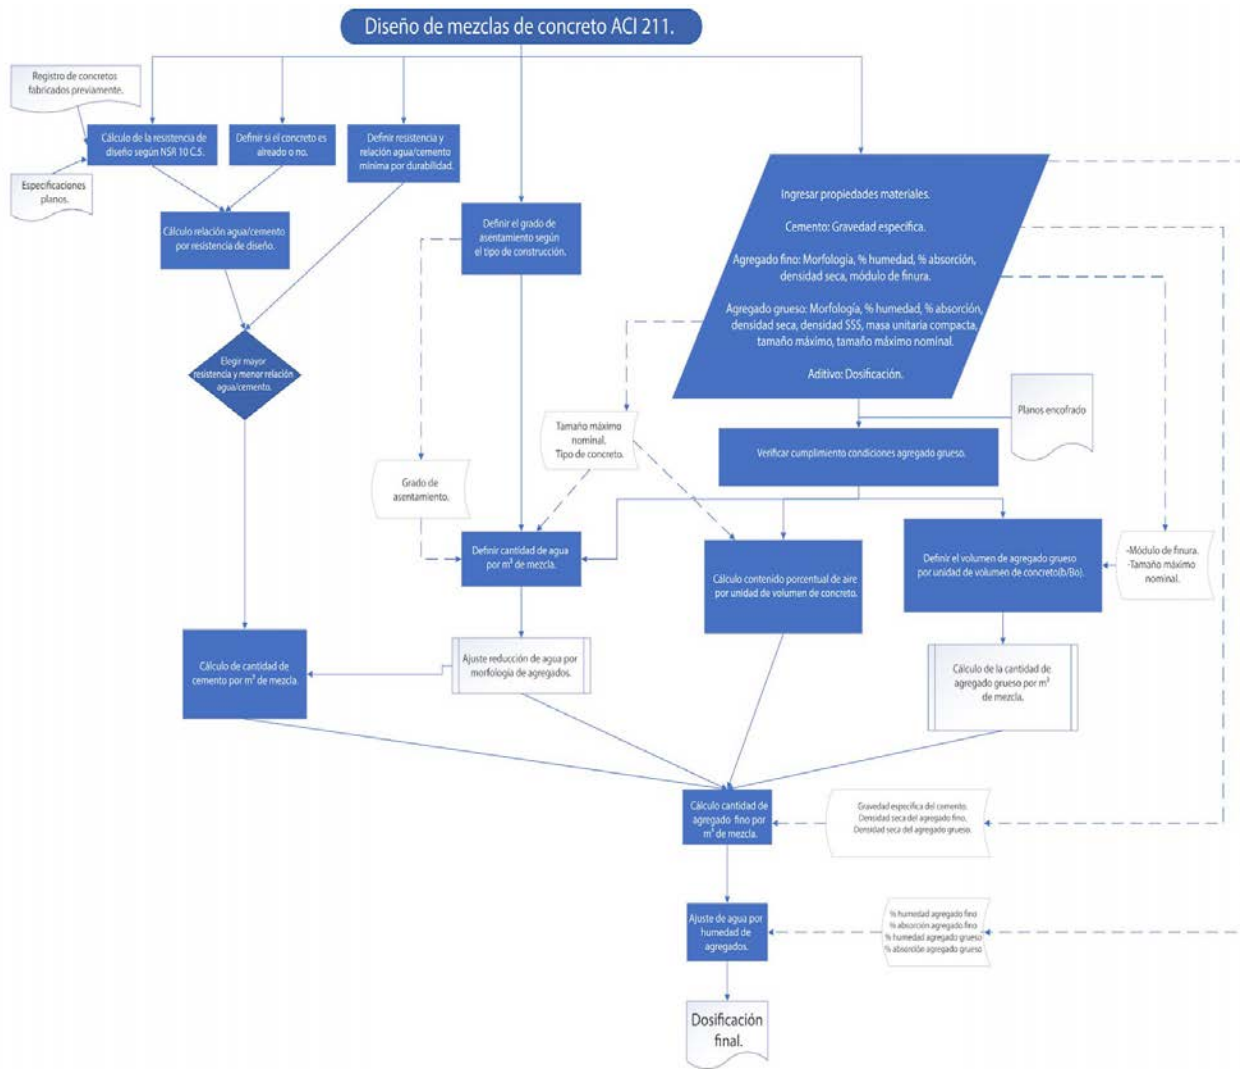 Diseño de mezclas de concreto ACI 211.
Registro de concretos
fabricados previamente.
Cálculo de la resistencia de
diseño según NSR 10 C.5.
Definir si el concreto es
aireado o no.
Definir resistencia y
relación agua/cemento
mínima por durabilidad.
Especificaciones
planos.
Cálculo relación agua/cemento
por resistencia de diseño.
Definir el grado de
asentamiento según
el tipo de construcción.
Ingresar propiedades materiales.
Cemento: Gravedad específica.
Agregado fino: Morfología, % humedad, % absorción,
densidad seca, módulo de finura.
Agregado grueso: Morfología, % humedad, % absorción,
densidad seca, densidad SSS, masa unitaria compacta,
tamaño máximo, tamaño máximo nominal.
Aditivo: Dosificación.
Elegir mayor
resistencia y menor relación
agua/cemento.
Planos encofrado
Tamaño máximo
nominal.
Tipo de concreto.
Verificar cumplimiento condiciones agregado grueso.
Grado de
asentamiento.
Definir cantidad de agua
por m³ de mezcla.
Cálculo contenido porcentual de aire
por unidad de volumen de concreto.
Definir el volumen de agregado grueso
por unidad de volumen de concreto(b/Bo).
-Módulo de finura.
-Tamaño máximo
nominal.
Cálculo de cantidad de
cemento por m³ de mezcla.
Ajuste reducción de agua por
morfología de agregados.
Cálculo de la cantidad de
agregado grueso por m³
de mezcla.
Cálculo cantidad de
agregado fino por
m³ de mezcla.
Gravedad específica del cemento.
Densidad seca del agregado fino.
Densidad seca del agregado grueso.
Ajuste de agua por
humedad de
agregados.
% humedad agregado fino
% absorción agregado fino
% humedad agregado grueso
% absorción agregado grueso
Dosificación
final.